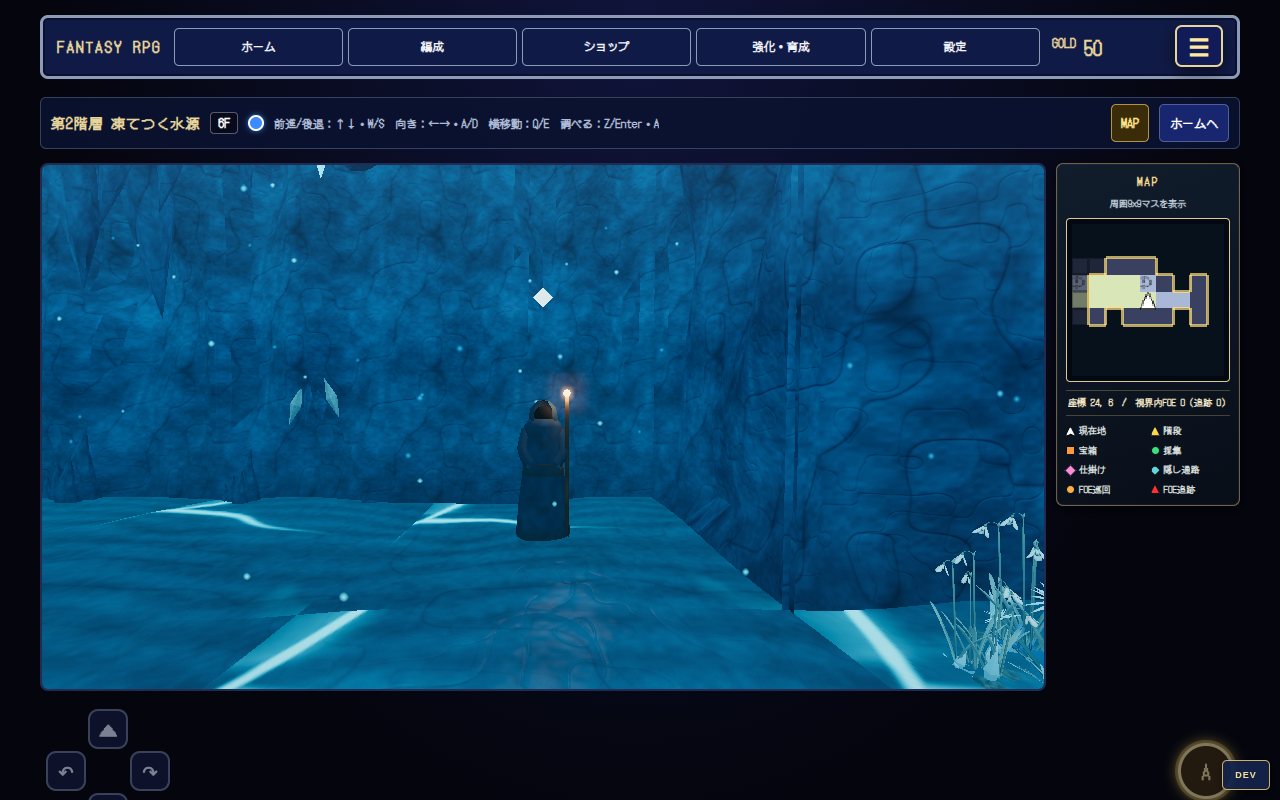 FANTASY RPG
ホーム
編成
ショップ
強化・育成
設定
GOLD 50
第2階層 凍てつく水源
6F
前進/後退：↑↓・W/S 向き：←→・A/D 横移動：Q/E 調べる：Z/Enter・A
MAP
ホームへ
MAP
周囲9x9マスを表示
座標 24, 6 / 視界内FOE 0 (追跡 0)
現在地
階段
宝箱
採集
仕掛け
隠し通路
FOE巡回
FOE追跡
A
DEV